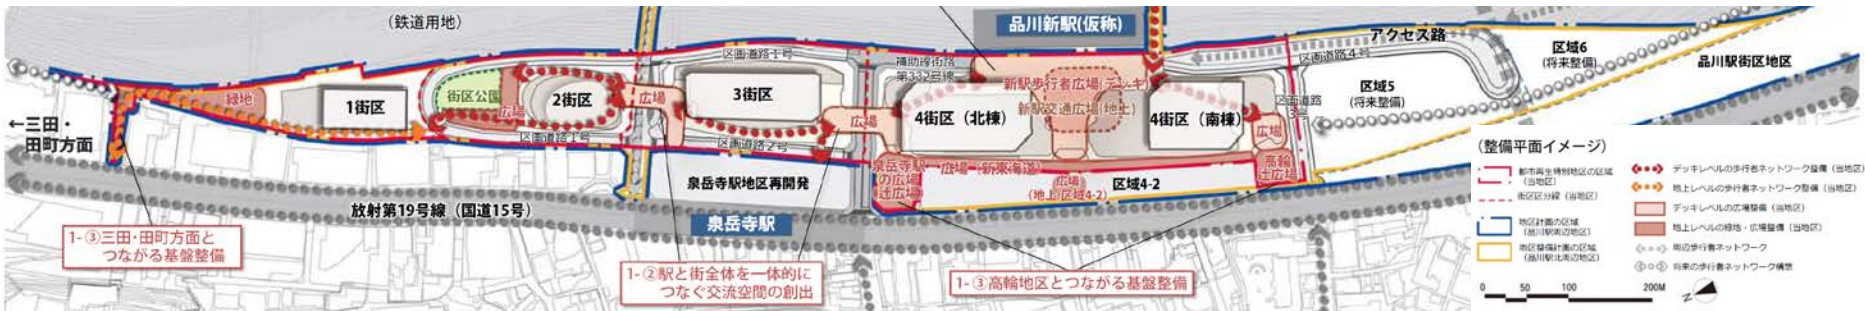 （鉄道用地）
品川新駅(仮称)
アクセス路
区域6
(将来整備)
品川駅街区地区
区画道路1号
補助線街路
第332号線
区画道路4号
区域5
(将来整備)
緑地
1街区
街区公園
広場
2街区
広場
3街区
広場
新駅歩行者広場(デッキ)
新駅交通広場(地上)
4街区（北棟）
4街区（南棟）
区画道路
3号
広場
←三田・
田町方面
区画道路1号
区画道路2号
泉岳寺駅地区再開発
泉岳寺駅
の広場
辻広場
広場（新東海道）
広場
(地上/区域4-2)
区域4-2
高輪
辻広場
放射第19号線（国道15号）
泉岳寺駅
1-③三田・田町方面と
つながる基盤整備
1-②駅と街全体を一体的に
つなぐ交流空間の創出
1-③高輪地区とつながる基盤整備
（整備平面イメージ）
都市再生特別地区の区域
（当地区）
街区区分線（当地区）
地区計画の区域
（品川駅周辺地区）
地区整備計画の区域
（品川駅北周辺地区）
デッキレベルの歩行者ネットワーク整備（当地区）
地上レベルの歩行者ネットワーク整備（当地区）
デッキレベルの広場整備（当地区）
地上レベルの緑地・広場整備（当地区）
周辺歩行者ネットワーク
将来の歩行者ネットワーク構想
0 50 100 200M
Z